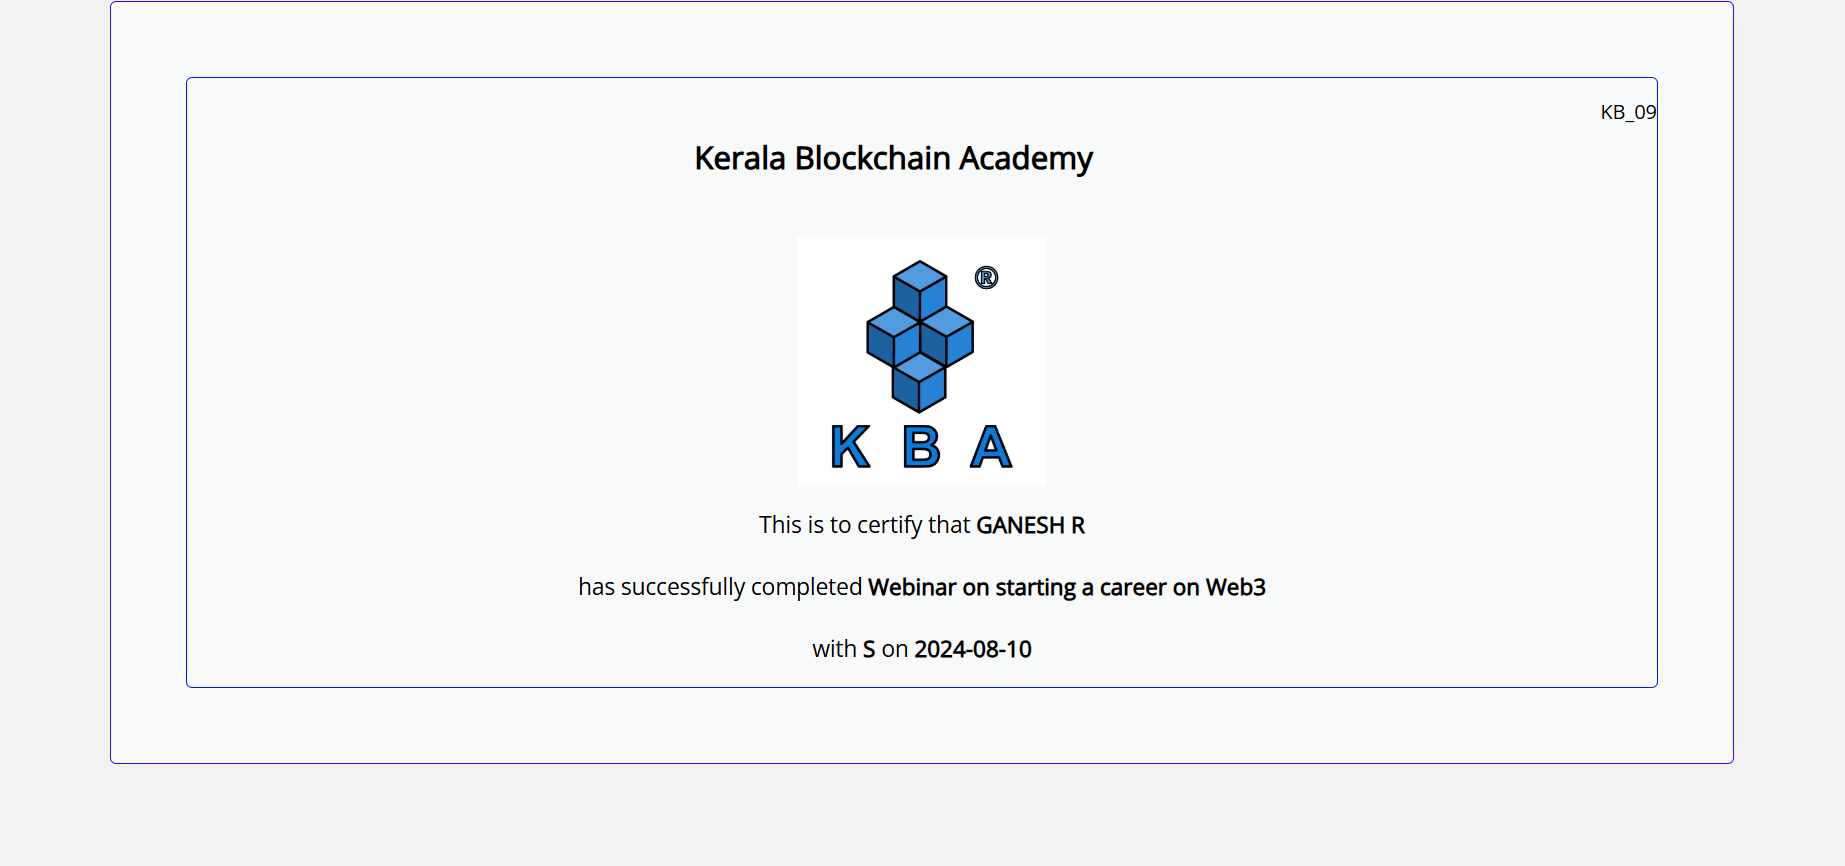 KB_09
Kerala Blockchain Academy
®
K B A
This is to certify that GANESH R
has successfully completed Webinar on starting a career on Web3
with S on 2024-08-10